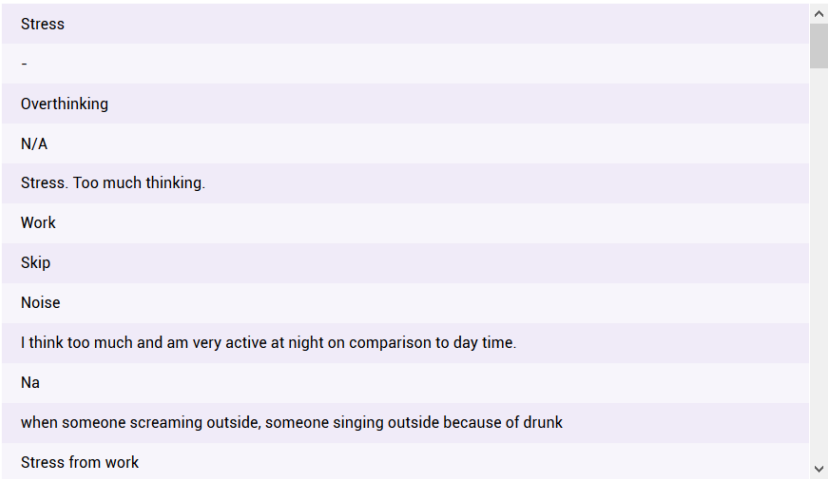 Stress
-
Overthinking
N/A
Stress. Too much thinking.
Work
Skip
Noise
I think too much and am very active at night on comparison to day time.
Na
when someone screaming outside, someone singing outside because of drunk
Stress from work